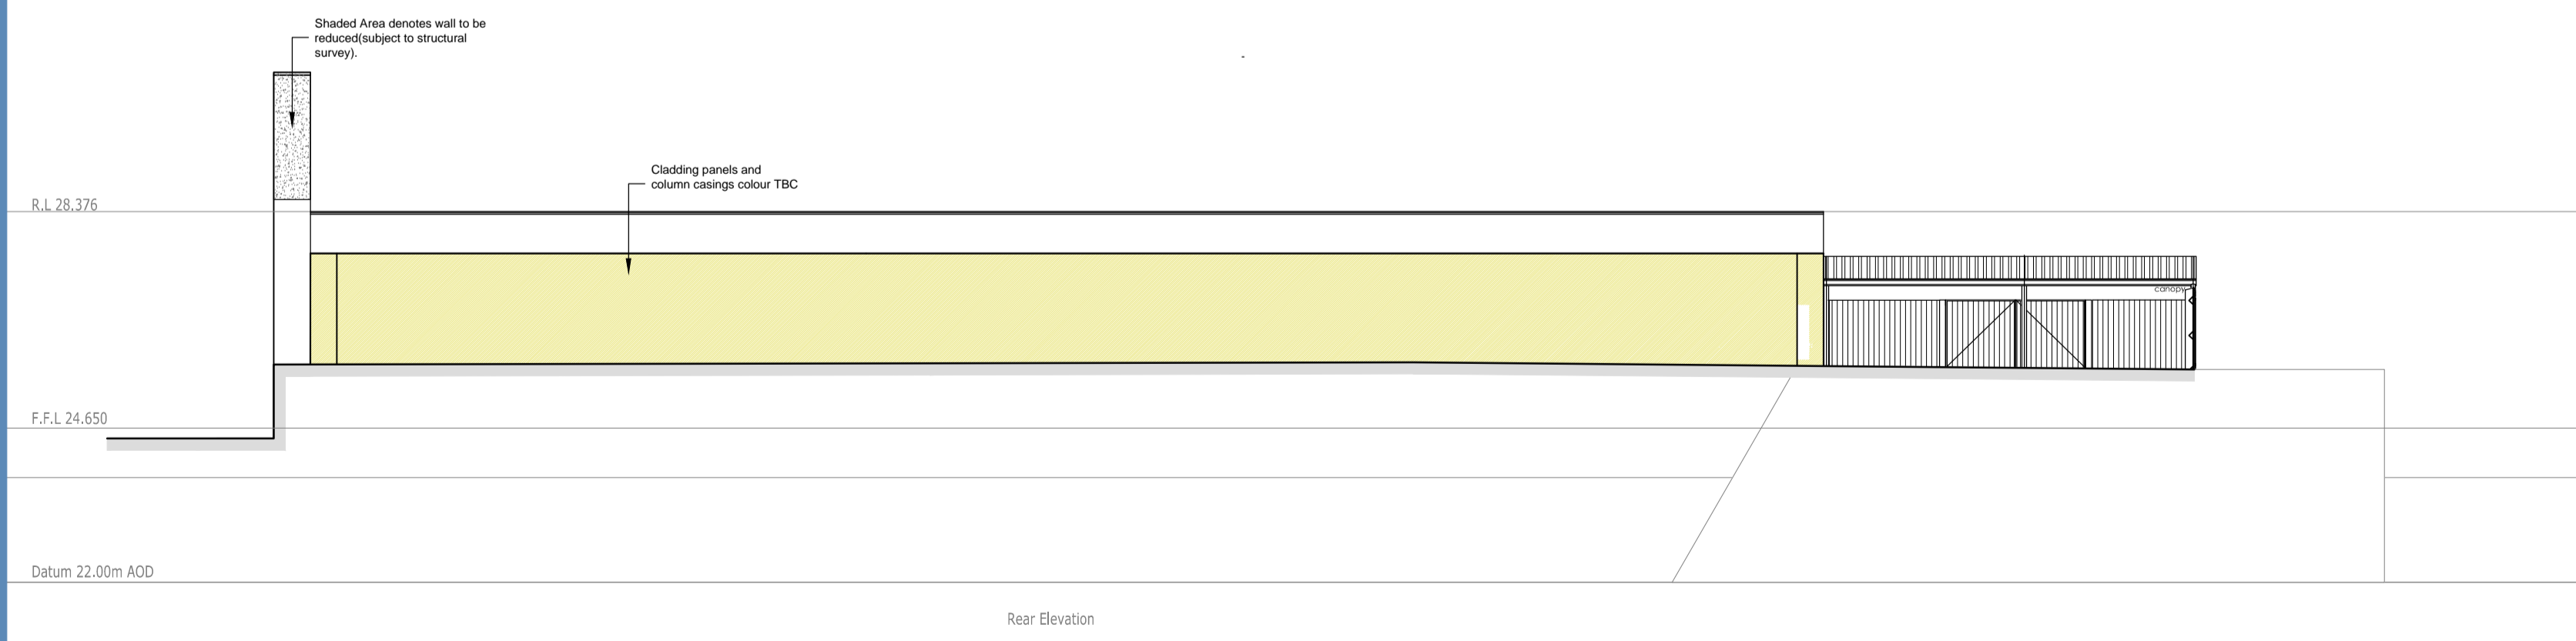 Shaded Area denotes wall to be
reduced(subject to structural
survey).
Cladding panels and
column casings colour TBC
R.L 28.376
canopy
F.F.L 24.650
Datum 22.00m AOD
Rear Elevation